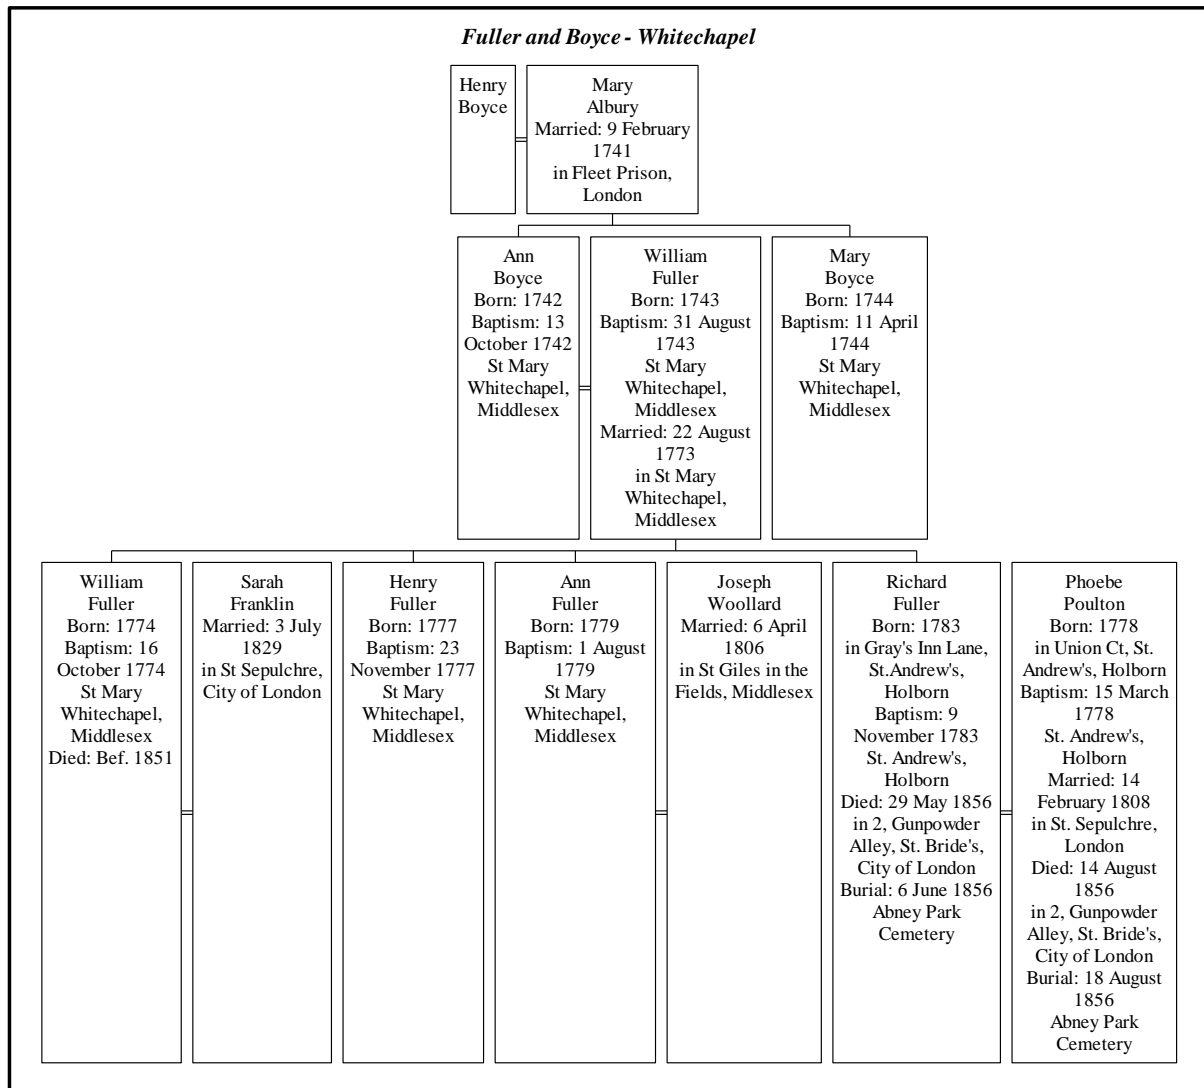 Fuller and Boyce - Whitechapel
Henry
Boyce
Mary
Albury
Married: 9 February
1741
in Fleet Prison,
London
Ann
Boyce
Born: 1742
Baptism: 13
October 1742
St Mary
Whitechapel,
Middlesex
William
Fuller
Born: 1743
Baptism: 31 August
1743
St Mary
Whitechapel,
Middlesex
Married: 22 August
1773
in St Mary
Whitechapel,
Middlesex
Mary
Boyce
Born: 1744
Baptism: 11 April
1744
St Mary
Whitechapel,
Middlesex
William
Fuller
Born: 1774
Baptism: 16
October 1774
St Mary
Whitechapel,
Middlesex
Died: Bef. 1851
Sarah
Franklin
Married: 3 July
1829
in St Sepulchre,
City of London
Henry
Fuller
Born: 1777
Baptism: 23
November 1777
St Mary
Whitechapel,
Middlesex
Ann
Fuller
Born: 1779
Baptism: 1 August
1779
St Mary
Whitechapel,
Middlesex
Joseph
Woollard
Married: 6 April
1806
in St Giles in the
Fields, Middlesex
Richard
Fuller
Born: 1783
in Gray's Inn Lane,
St.Andrew's,
Holborn
Baptism: 9
November 1783
St. Andrew's,
Holborn
Died: 29 May 1856
in 2, Gunpowder
Alley, St. Bride's,
City of London
Burial: 6 June 1856
Abney Park
Cemetery
Phoebe
Poulton
Born: 1778
in Union Ct, St.
Andrew's, Holborn
Baptism: 15 March
1778
St. Andrew's,
Holborn
Married: 14
February 1808
in St. Sepulchre,
London
Died: 14 August
1856
in 2, Gunpowder
Alley, St. Bride's,
City of London
Burial: 18 August
1856
Abney Park
Cemetery